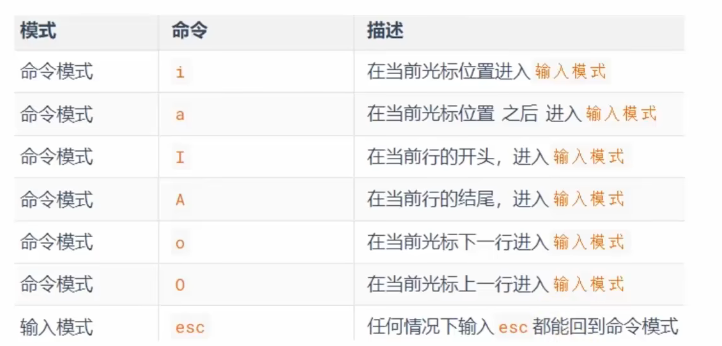 模式 命令 描述
命令模式 i 在当前光标位置进入 输入模式
命令模式 a 在当前光标位置 之后 进入 输入模式
命令模式 I 在当前行的开头，进入 输入模式
命令模式 A 在当前行的结尾，进入 输入模式
命令模式 o 在当前光标下一行进入 输入模式
命令模式 O 在当前光标上一行进入 输入模式
输入模式 esc 任何情况下输入 esc 都能回到命令模式